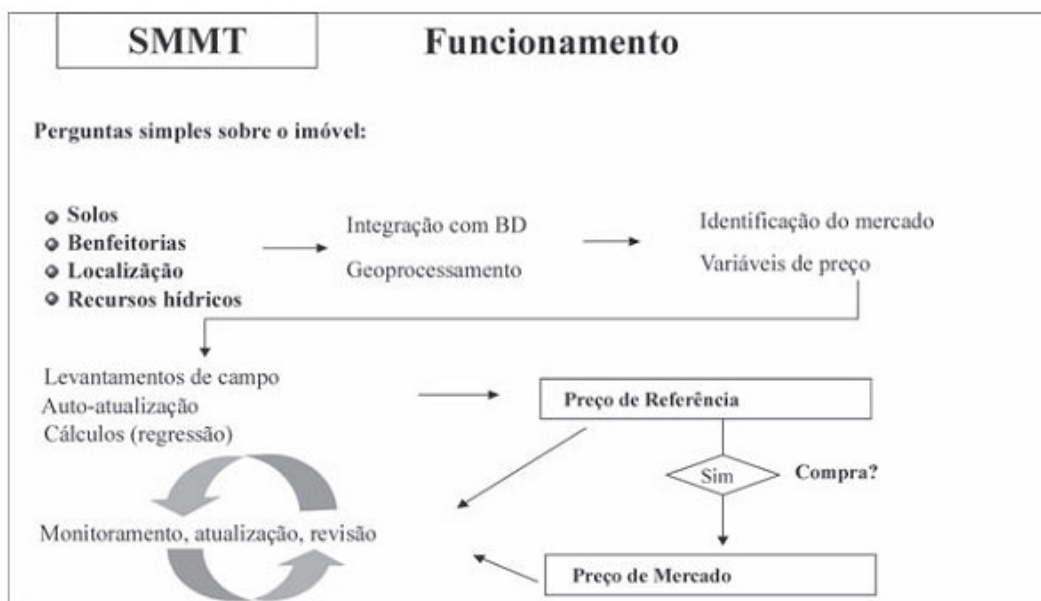 SMMT
Funcionamento
Perguntas simples sobre o imóvel:
Solos
Benfeitorias
Localizãção
Recursos hídricos
Integração com BD
Geoprocessamento
Identificação do mercado
Variáveis de preço
Levantamentos de campo
Auto-atualização
Cálculos (regressão)
Preço de Referência
Sim
Compra?
Monitoramento, atualização, revisão
Preço de Mercado